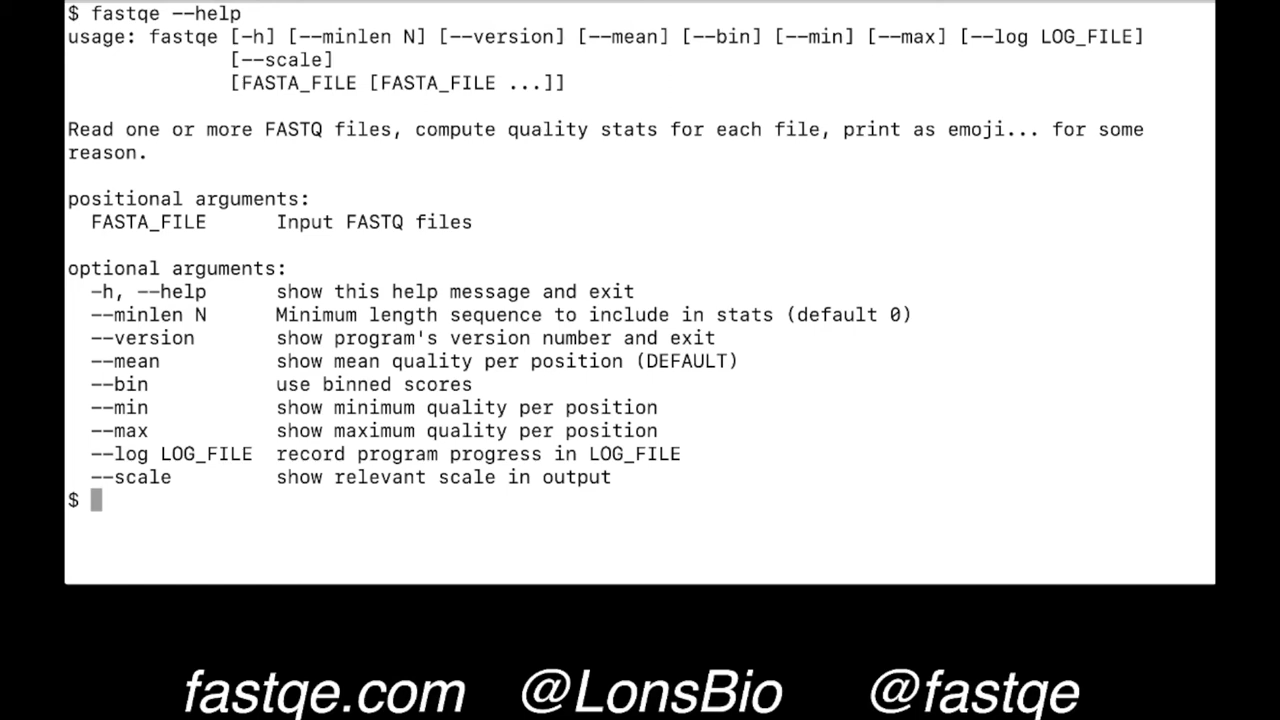 $ fastqe --help
usage: fastqe [-h] [--minlen N] [--version] [--mean] [--bin] [--min] [--max] [--log LOG_FILE]
[--scale]
[FASTA_FILE [FASTA_FILE ...]]
Read one or more FASTQ files, compute quality stats for each file, print as emoji... for some
reason.
positional arguments:
FASTA_FILE Input FASTQ files
optional arguments:
-h, --help show this help message and exit
--minlen N Minimum length sequence to include in stats (default 0)
--version show program's version number and exit
--mean show mean quality per position (DEFAULT)
--bin use binned scores
--min show minimum quality per position
--max show maximum quality per position
--log LOG_FILE record program progress in LOG_FILE
--scale show relevant scale in output
$
fastqe.com @LonsBio @fastqe